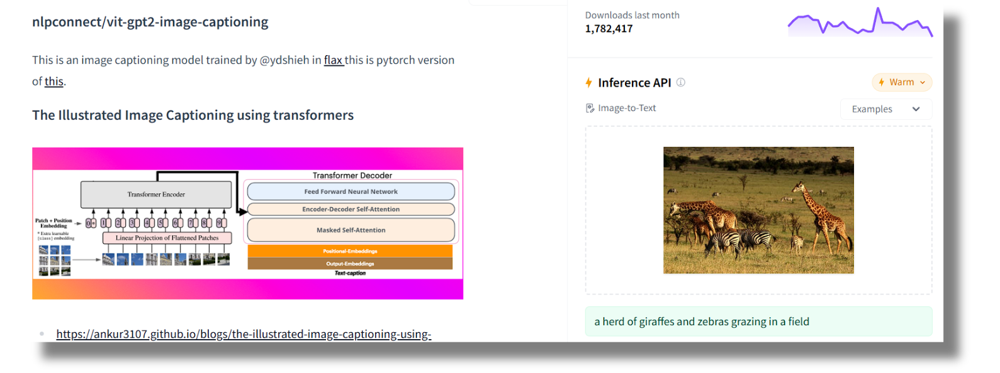 nlpconnect/vit-gpt2-image-captioning
This is an image captioning model trained by @ydshieh in flax this is pytorch version
of this.
The Illustrated Image Captioning using transformers
Transformer Encoder
Patch + Position
Embedding
* Extra learnable
[class] embedding
0* 1 2 3 4 5 6 7 8 9
Linear Projection of Flattened Patches
Transformer Decoder
Feed Forward Neural Network
Encoder-Decoder Self-Attention
Masked Self-Attention
Positional-Embeddings
Output-Embeddings
Text-caption
https://ankur3107.github.io/blogs/the-illustrated-image-captioning-using-
Downloads last month
1,782,417
Inference API
Warm
Image-to-Text
Examples
a herd of giraffes and zebras grazing in a field